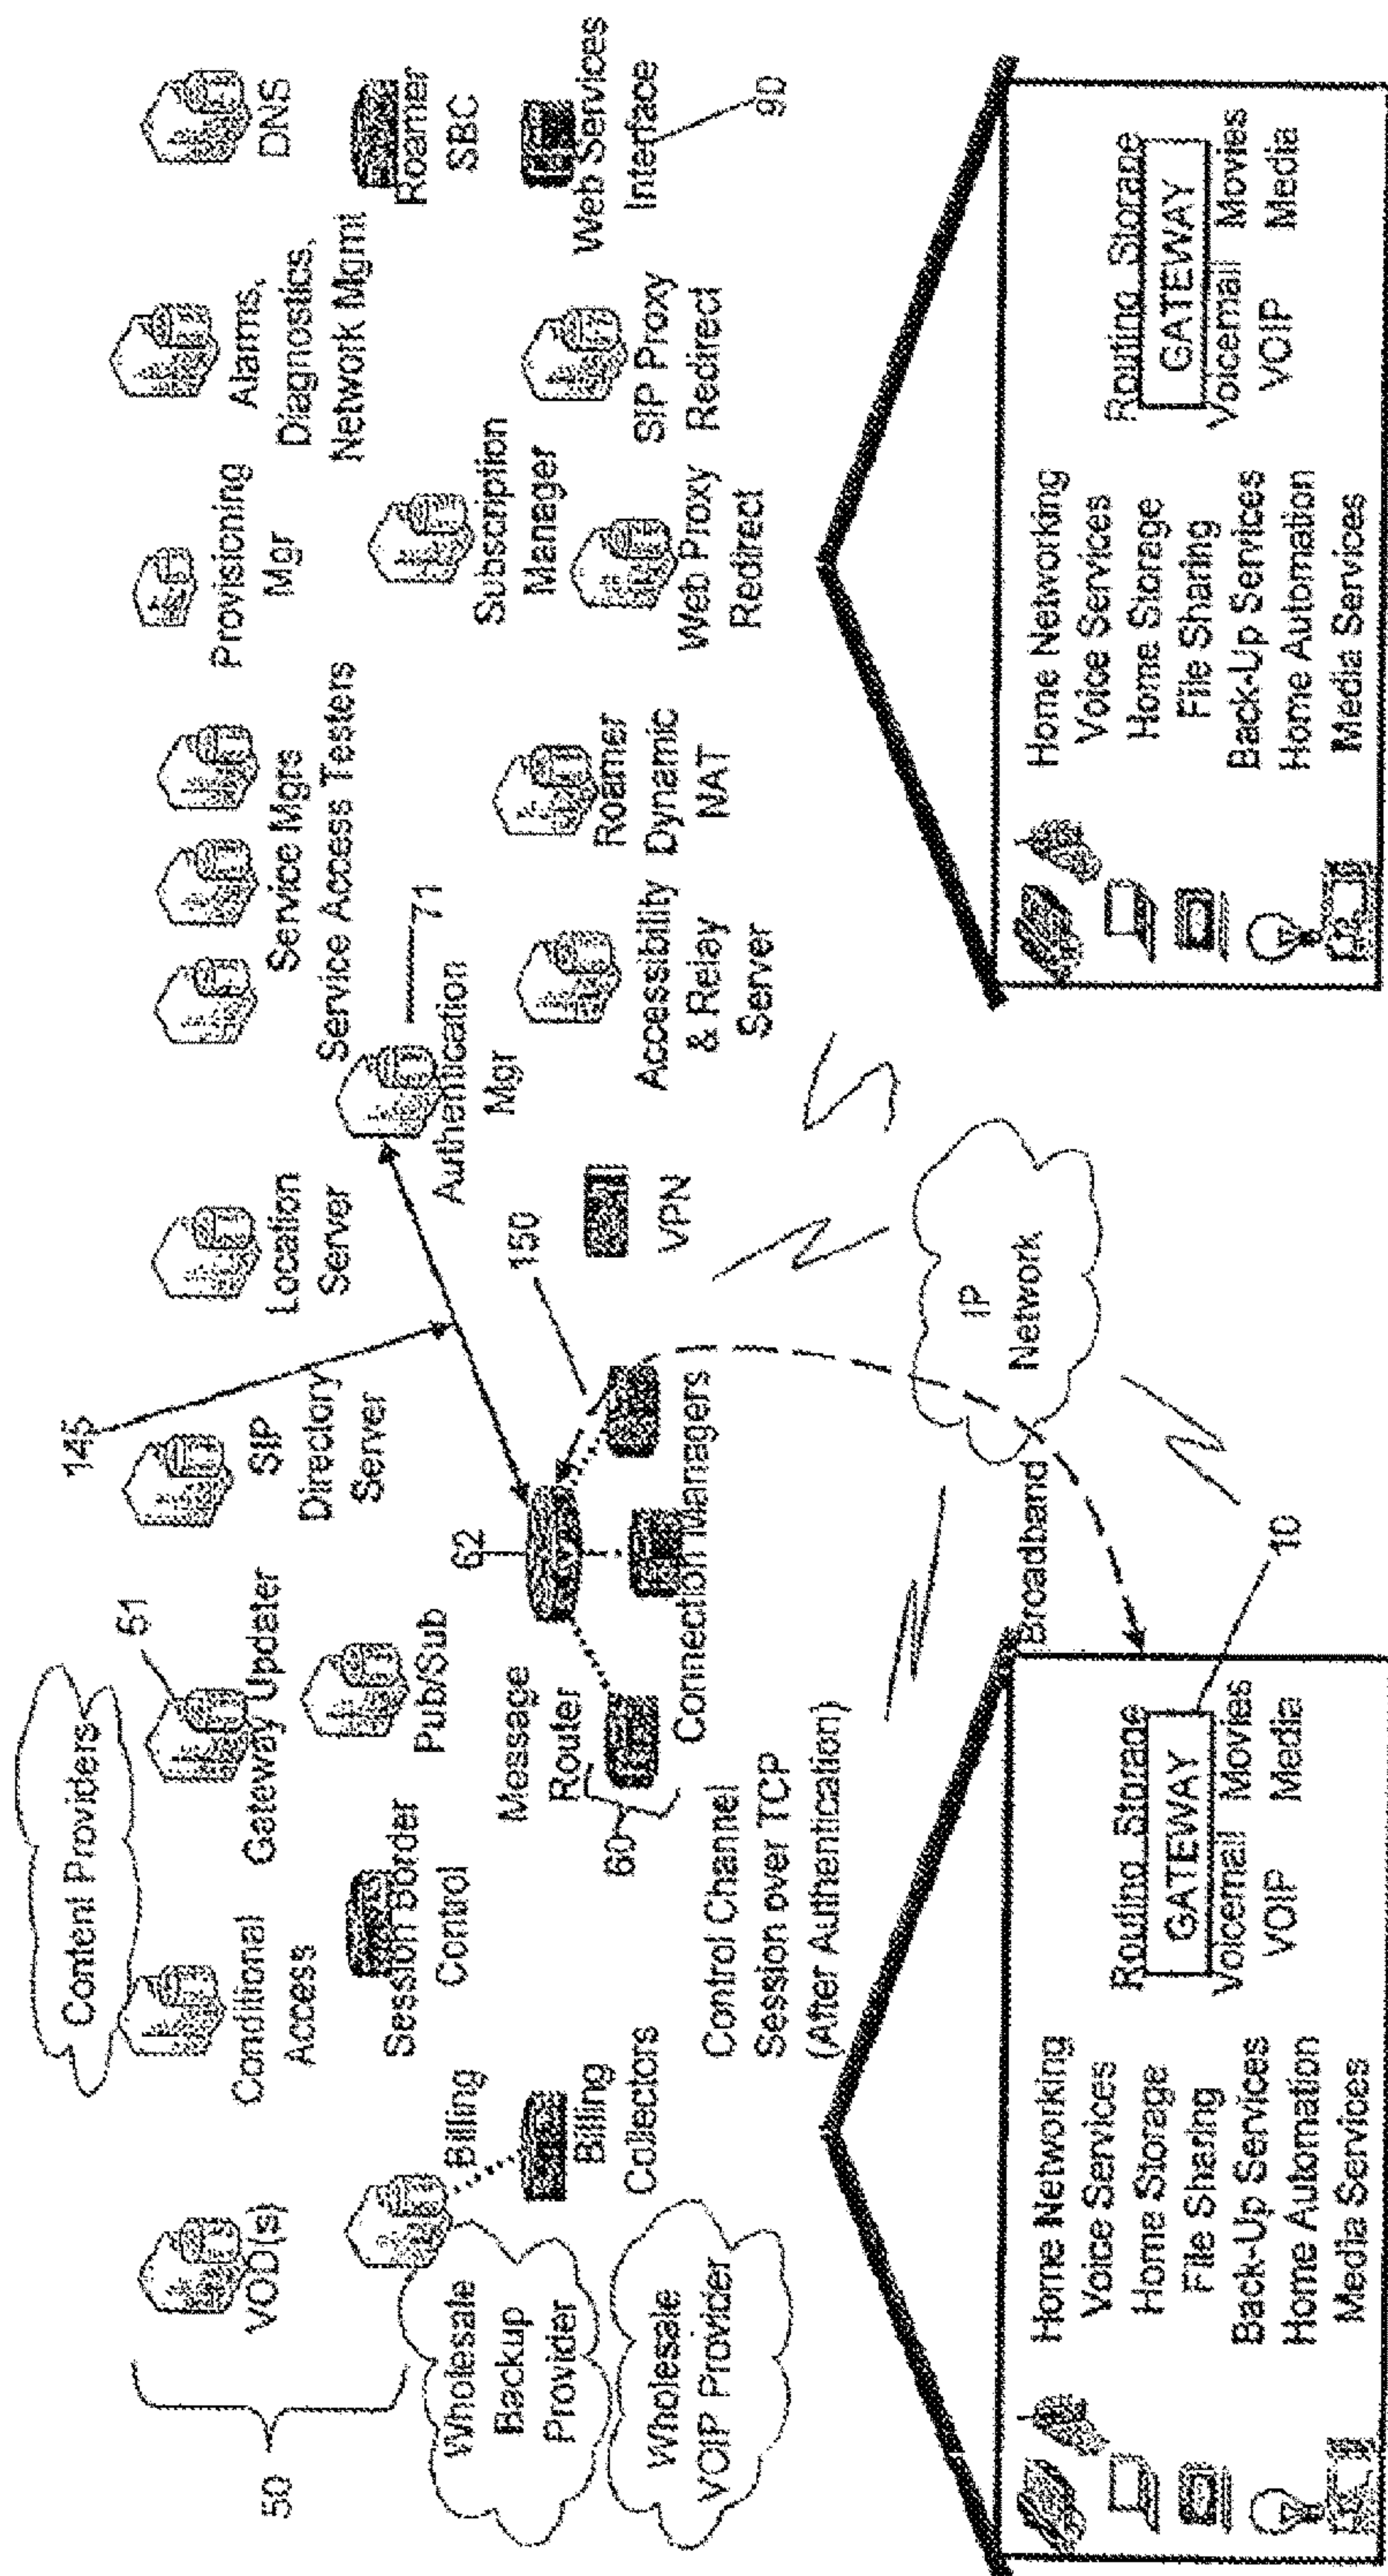 Content Providers
50
VOD(s)
Conditional
Access
51
Gateway Updater
145
SIP
Directory
Server
Location
Server
Service Mgrs
Service Access Testers
Provisioning
Mgr
Alarms,
Diagnostics,
Network Mgmt
DNS
Billing
Session Border
Control
Pub/Sub
Authentication
Mgr
71
Subscription
Maneger
Roamer
SBC
Wholesale
Backup
Provider
Billing
Collectors
Message
Router
60
62
Connection Managers
150
VPN
Accessibility
& Relay
Server
Roamer
Dynamic
NAT
Web Proxy
Redirect
SIP Proxy
Redirect
Web Services
Interface
90
Wholesale
VOIP Provider
Control Channel
Session over TCP
(After Authentication)
IP
Network
Broadband
10
Home Networking
Voice Services
Home Storage
File Sharing
Back-Up Services
Home Automation
Media Services
Routing Storage
GATEWAY
Voicemail Movies
VOIP Media
Home Networking
Voice Services
Home Storage
File Sharing
Back-Up Services
Home Automation
Media Services
Routing Storage
GATEWAY
Voicemail Movies
VOIP Media